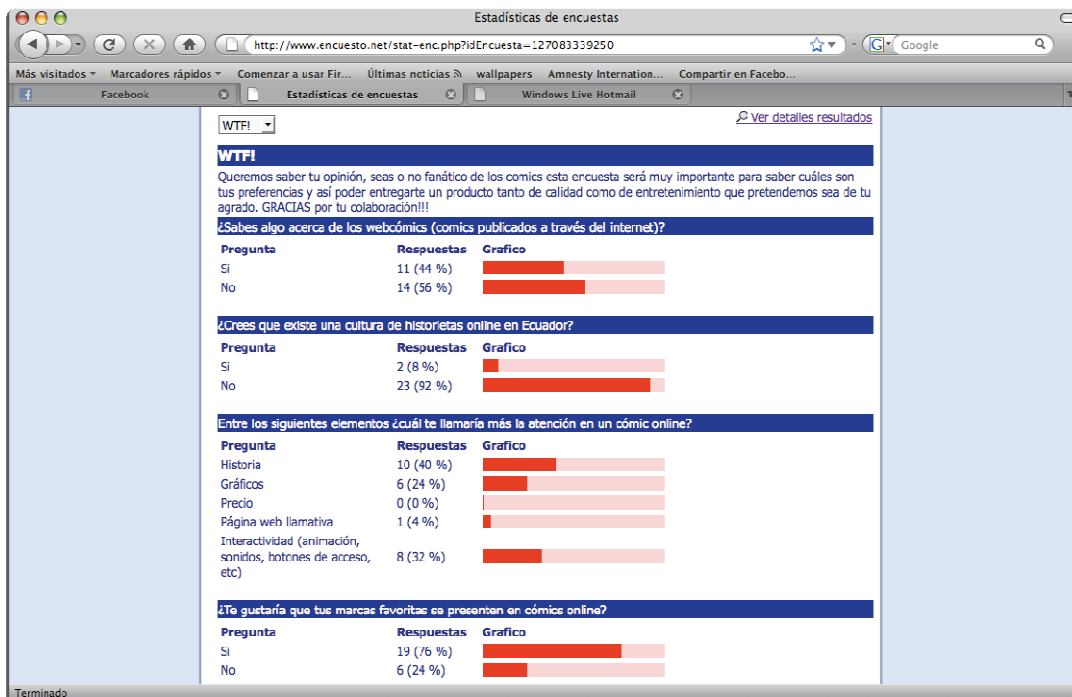 Estadísticas de encuestas
http://www.encuesto.net/stat-enc.php?idEncuesta=127083339250
Google
Más visitados Marcadores rápidos Comenzar a usar Fir... Últimas noticias wallpapers Amnesty Internation... Compartir en Facebo...
Facebook Estadísticas de encuestas Windows Live Hotmail
WTF! Ver detalles resultados
WTF!
Queremos saber tu opinión, seas o no fanático de los comics esta encuesta será muy importante para saber cuáles son
tus preferencias y así poder entregarte un producto tanto de calidad como de entretenimiento que pretendemos sea de tu
agrado. GRACIAS por tu colaboración!!!
¿Sabes algo acerca de los webcómics (comics publicados a través del internet)?
Pregunta Respuestas Grafico
Si 11 (44 %)
No 14 (56 %)
¿Crees que existe una cultura de historietas online en Ecuador?
Pregunta Respuestas Grafico
Si 2 (8 %)
No 23 (92 %)
Entre los siguientes elementos ¿cuál te llamaría más la atención en un cómic online?
Pregunta Respuestas Grafico
Historia 10 (40 %)
Gráficos 6 (24 %)
Precio 0 (0 %)
Página web llamativa 1 (4 %)
Interactividad (animación,
sonidos, botones de acceso, 8 (32 %)
etc)
¿Te gustaría que tus marcas favoritas se presenten en cómics online?
Pregunta Respuestas Grafico
Si 19 (76 %)
No 6 (24 %)
Terminado